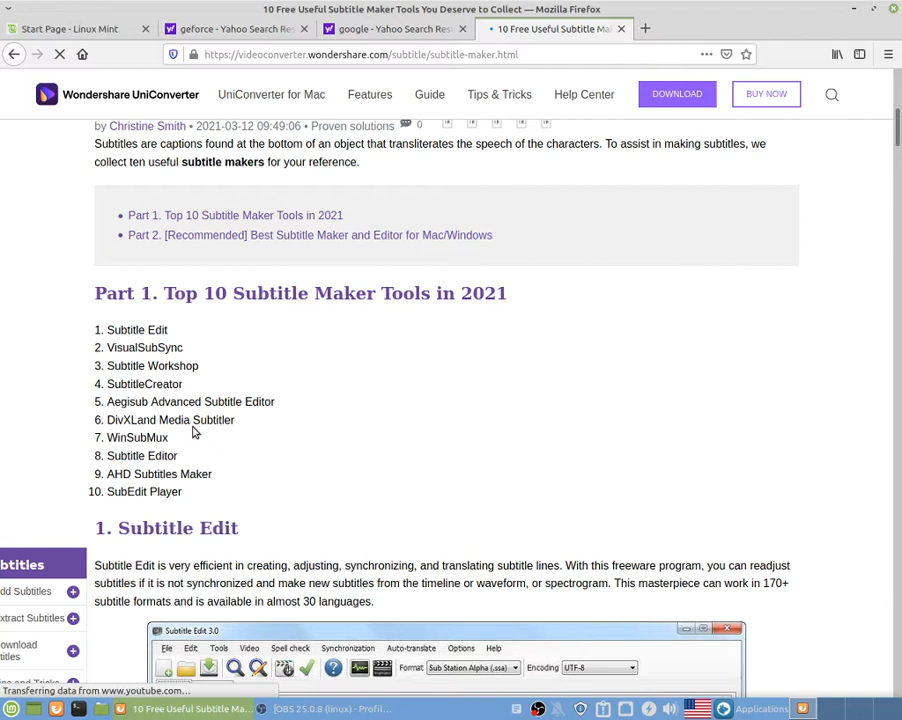 10 Free Useful Subtitle Maker Tools You Deserve to Collect — Mozilla Firefox
Start Page - Linux Mint
geforce - Yahoo Search Res
google - Yahoo Search Resu
10 Free Useful Subtitle Mak
https://videoconverter.wondershare.com/subtitle/subtitle-maker.html
Wondershare UniConverter
UniConverter for Mac
Features
Guide
Tips & Tricks
Help Center
DOWNLOAD
BUY NOW
by Christine Smith • 2021-03-12 09:49:06 • Proven solutions 0
Subtitles are captions found at the bottom of an object that transliterates the speech of the characters. To assist in making subtitles, we
collect ten useful subtitle makers for your reference.
• Part 1. Top 10 Subtitle Maker Tools in 2021
• Part 2. [Recommended] Best Subtitle Maker and Editor for Mac/Windows
Part 1. Top 10 Subtitle Maker Tools in 2021
1. Subtitle Edit
2. VisualSubSync
3. Subtitle Workshop
4. SubtitleCreator
5. Aegisub Advanced Subtitle Editor
6. DivXLand Media Subtitler
7. WinSubMux
8. Subtitle Editor
9. AHD Subtitles Maker
10. SubEdit Player
1. Subtitle Edit
Subtitle Edit is very efficient in creating, adjusting, synchronizing, and translating subtitle lines. With this freeware program, you can readjust
subtitles if it is not synchronized and make new subtitles from the timeline or waveform, or spectrogram. This masterpiece can work in 170+
subtitle formats and is available in almost 30 languages.
btitles
dd Subtitles
xtract Subtitles
ownload
titles
Subtitle Edit 3.0
File Edit Tools Video Spell check Synchronization Auto-translate Options Help
Format Sub Station Alpha (.ssa) Encoding UTF-8
Transferring data from www.youtube.com...
10 Free Useful Subtitle Ma...
OBS 25.0.8 (linux) - Profil...
Applications